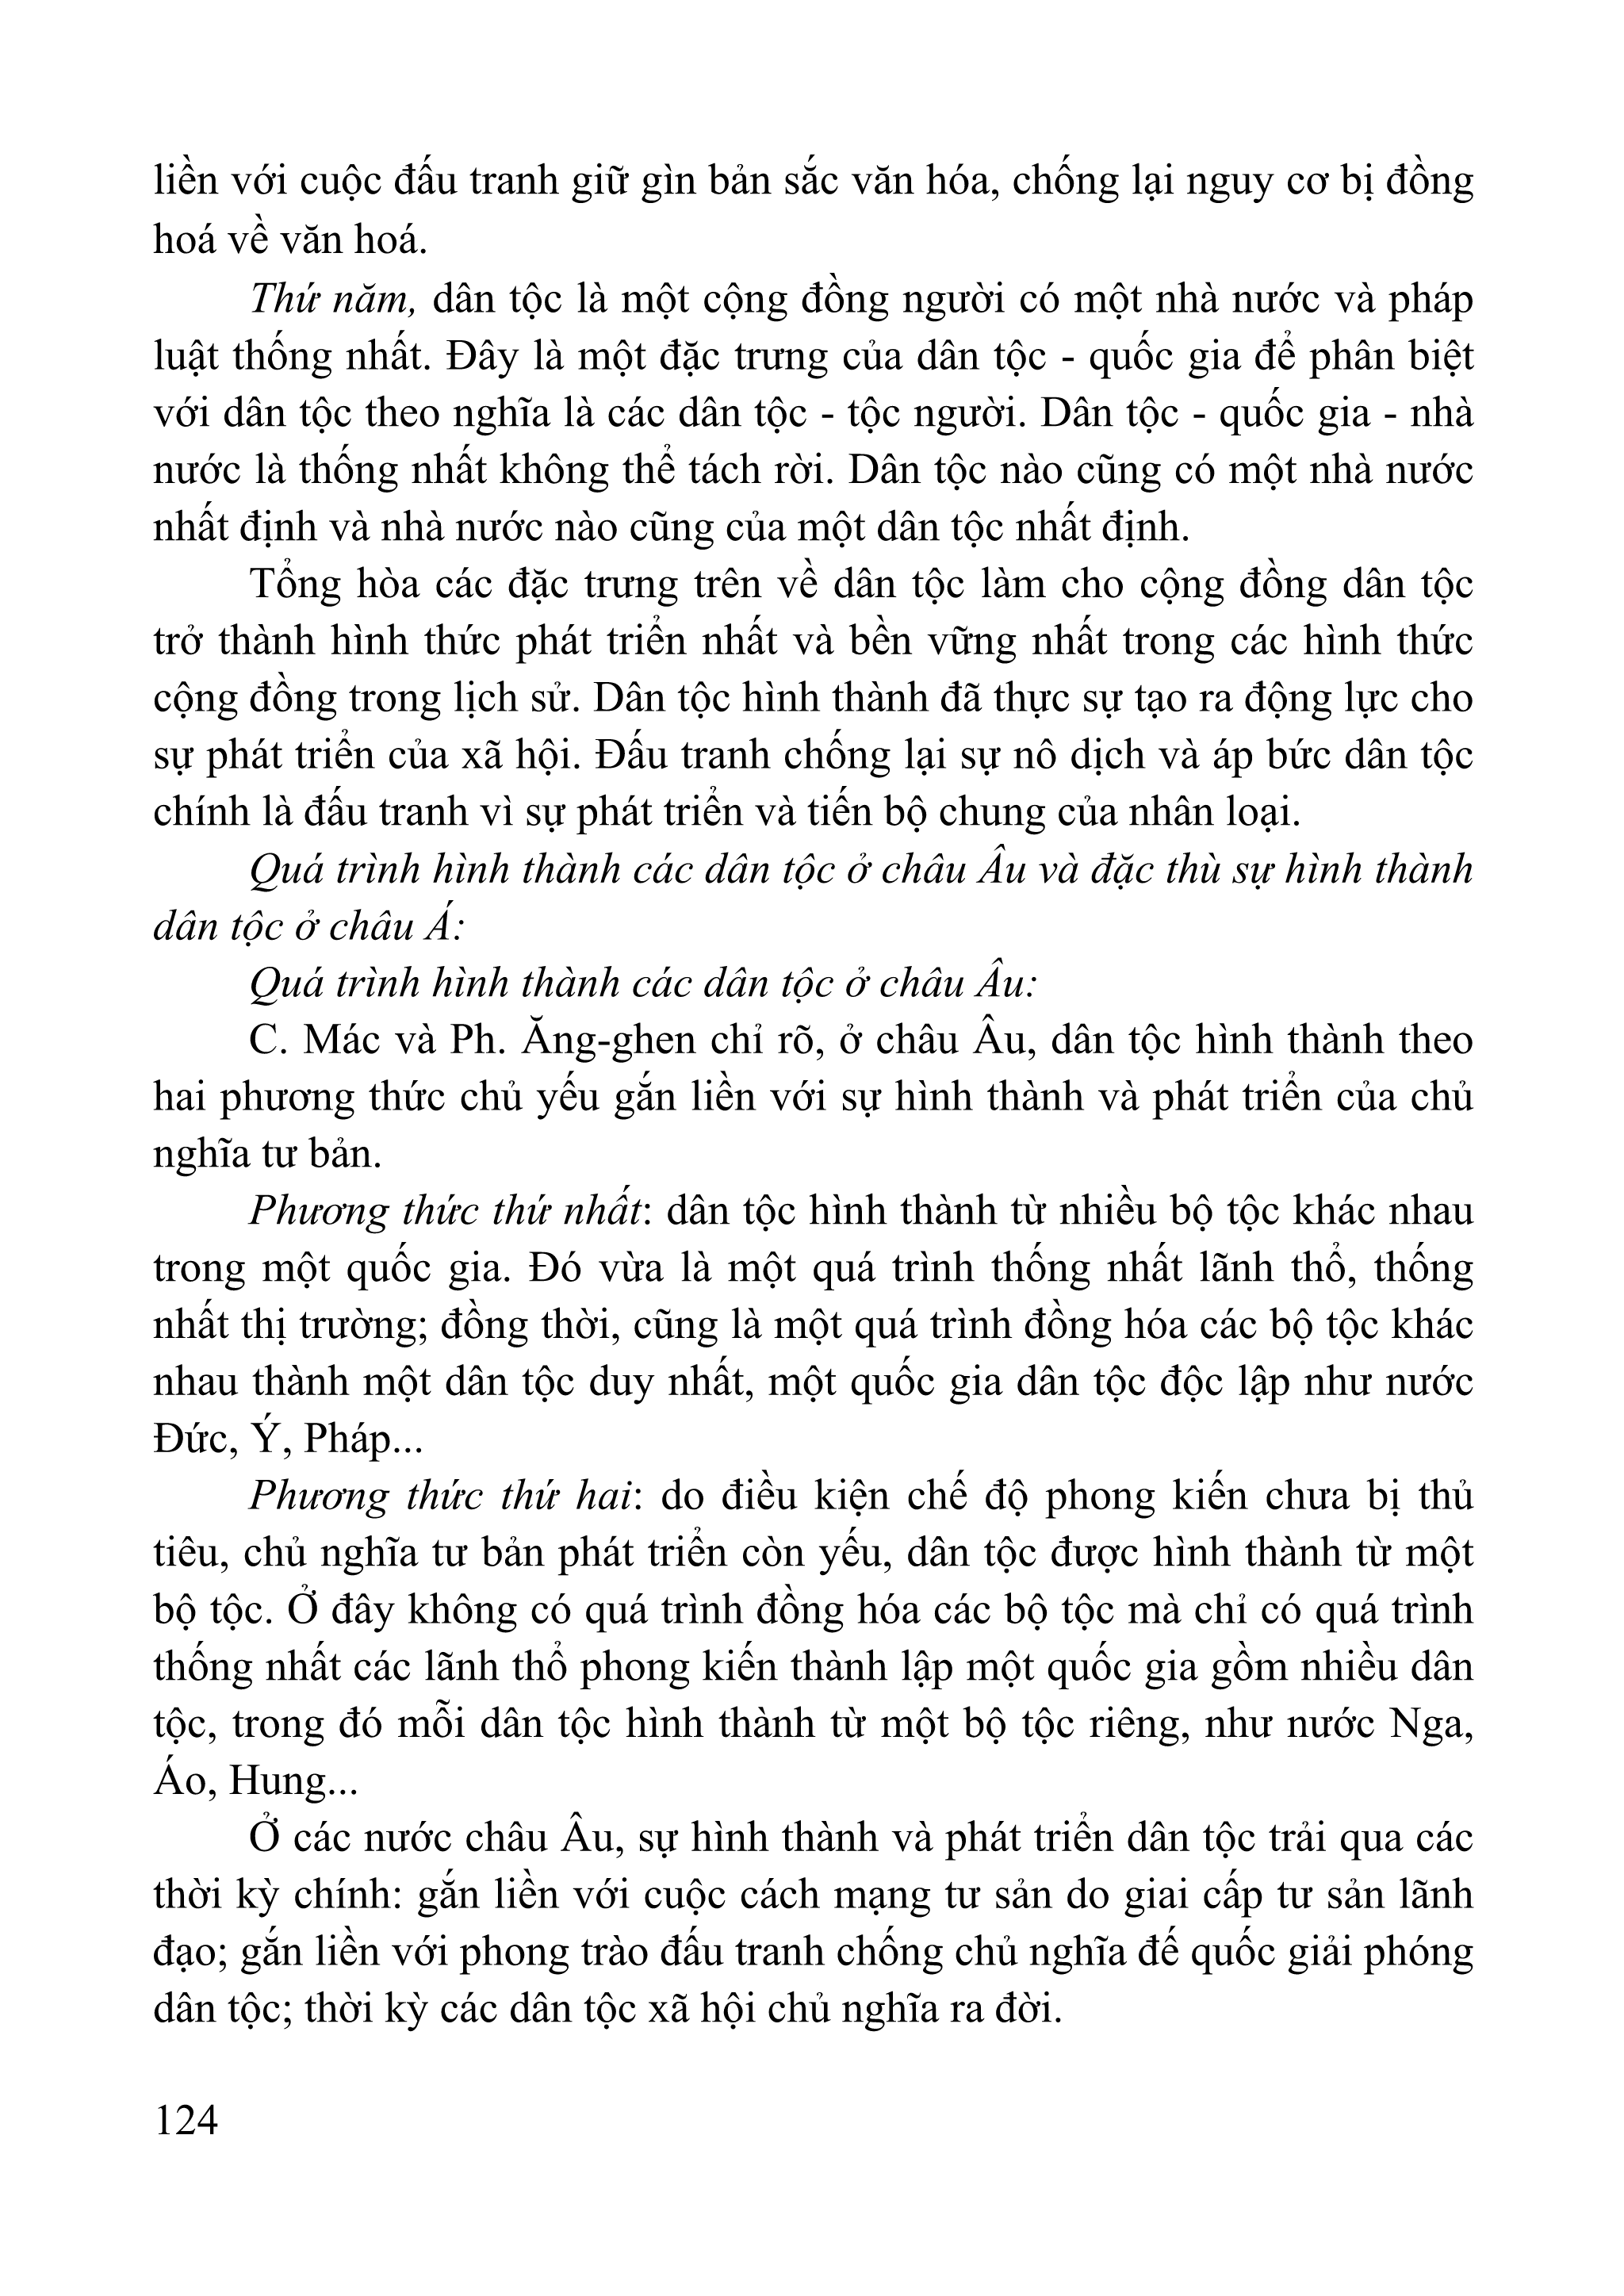 liền với cuộc đấu tranh giữ gìn bản sắc văn hóa, chống lại nguy cơ bị đồng
hoá về văn hoá.
Thứ năm, dân tộc là một cộng đồng người có một nhà nước và pháp
luật thống nhất. Đây là một đặc trưng của dân tộc - quốc gia để phân biệt
với dân tộc theo nghĩa là các dân tộc - tộc người. Dân tộc - quốc gia - nhà
nước là thống nhất không thể tách rời. Dân tộc nào cũng có một nhà nước
nhất định và nhà nước nào cũng của một dân tộc nhất định.
Tổng hòa các đặc trưng trên về dân tộc làm cho cộng đồng dân tộc
trở thành hình thức phát triển nhất và bền vững nhất trong các hình thức
cộng đồng trong lịch sử. Dân tộc hình thành đã thực sự tạo ra động lực cho
sự phát triển của xã hội. Đấu tranh chống lại sự nô dịch và áp bức dân tộc
chính là đấu tranh vì sự phát triển và tiến bộ chung của nhân loại.
Quá trình hình thành các dân tộc ở châu Âu và đặc thù sự hình thành
dân tộc ở châu Á:
Quá trình hình thành các dân tộc ở châu Âu:
C. Mác và Ph. Ăng-ghen chỉ rõ, ở châu Âu, dân tộc hình thành theo
hai phương thức chủ yếu gắn liền với sự hình thành và phát triển của chủ
nghĩa tư bản.
Phương thức thứ nhất: dân tộc hình thành từ nhiều bộ tộc khác nhau
trong một quốc gia. Đó vừa là một quá trình thống nhất lãnh thổ, thống
nhất thị trường; đồng thời, cũng là một quá trình đồng hóa các bộ tộc khác
nhau thành một dân tộc duy nhất, một quốc gia dân tộc độc lập như nước
Đức, Ý, Pháp...
Phương thức thứ hai: do điều kiện chế độ phong kiến chưa bị thủ
tiêu, chủ nghĩa tư bản phát triển còn yếu, dân tộc được hình thành từ một
bộ tộc. Ở đây không có quá trình đồng hóa các bộ tộc mà chỉ có quá trình
thống nhất các lãnh thổ phong kiến thành lập một quốc gia gồm nhiều dân
tộc, trong đó mỗi dân tộc hình thành từ một bộ tộc riêng, như nước Nga,
Áo, Hung...
Ở các nước châu Âu, sự hình thành và phát triển dân tộc trải qua các
thời kỳ chính: gắn liền với cuộc cách mạng tư sản do giai cấp tư sản lãnh
đạo; gắn liền với phong trào đấu tranh chống chủ nghĩa đế quốc giải phóng
dân tộc; thời kỳ các dân tộc xã hội chủ nghĩa ra đời.
124